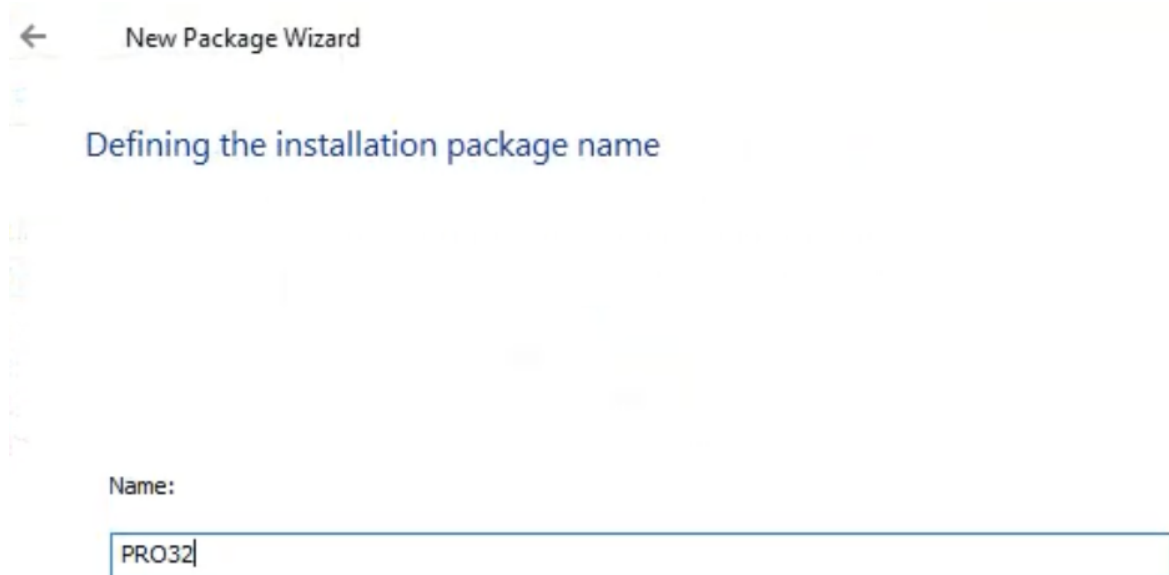 New Package Wizard
Defining the installation package name
Name:
PRO32